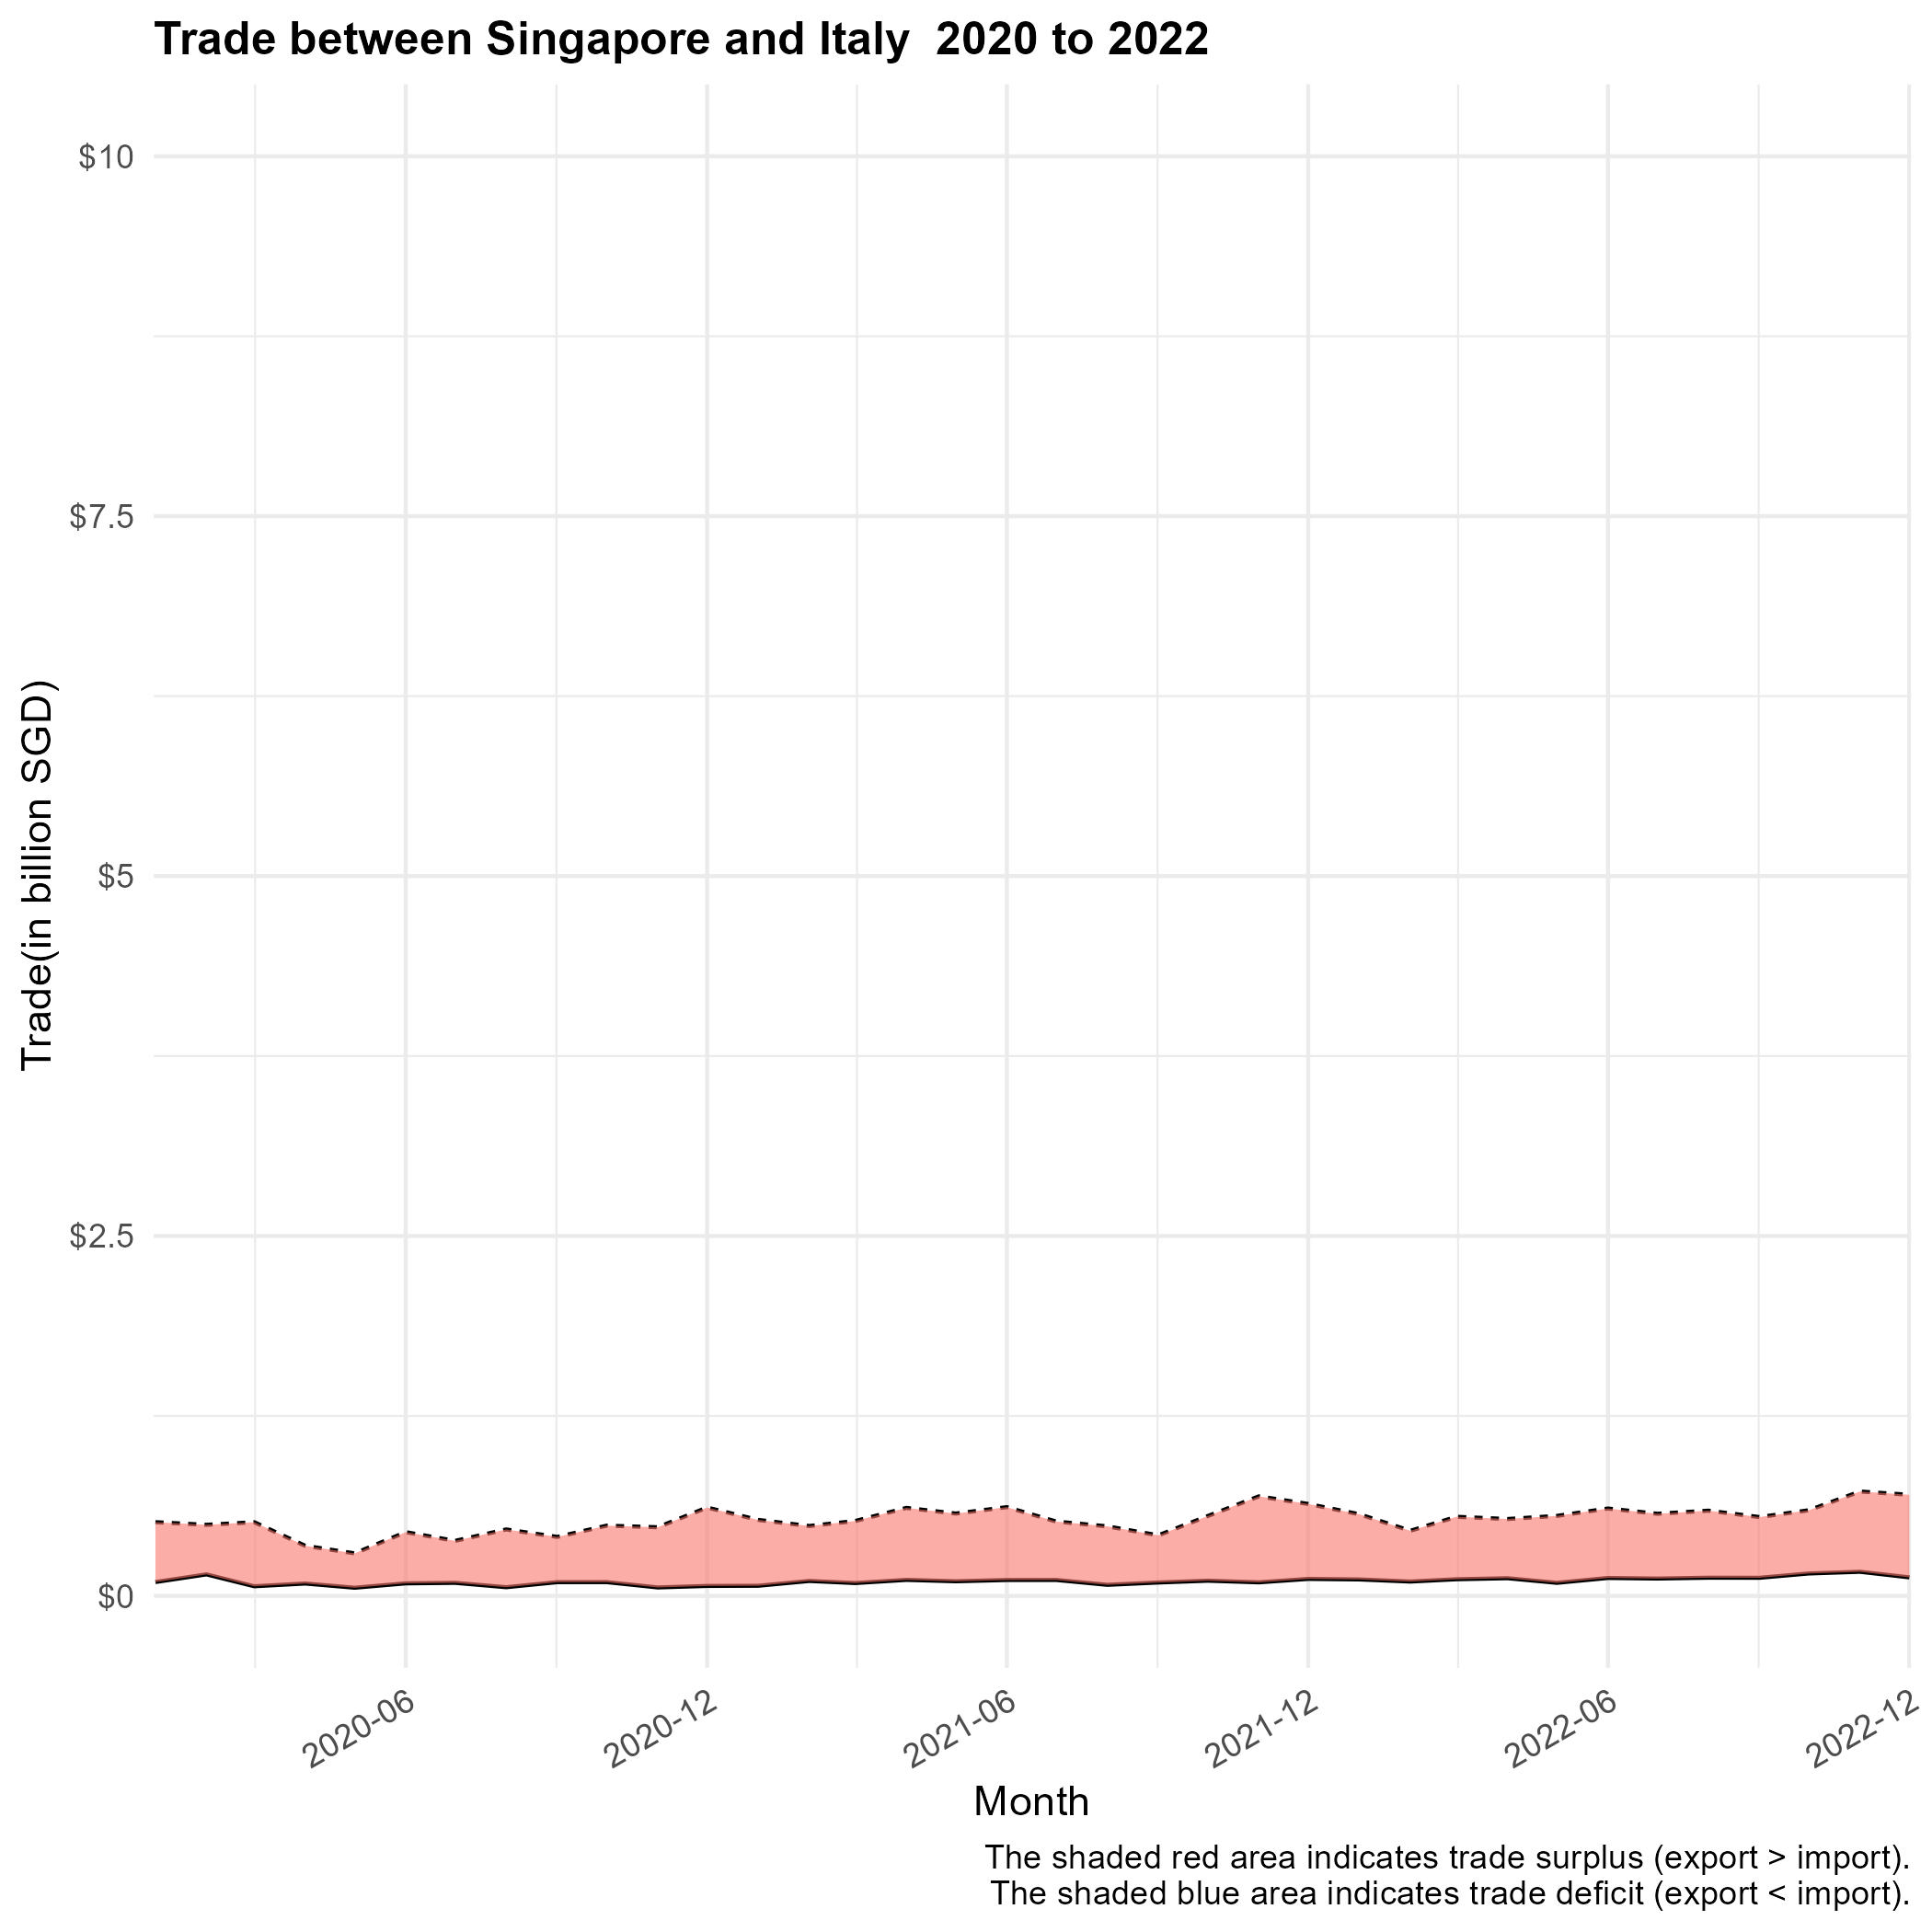 Trade between Singapore and Italy  2020 to 2022
$10
$7.5
$5
$2.5
$0
Trade(in billion SGD)
2020-06
2020-12
2021-06
2021-12
2022-06
2022-12
Month
The shaded red area indicates trade surplus (export > import).
The shaded blue area indicates trade deficit (export < import).